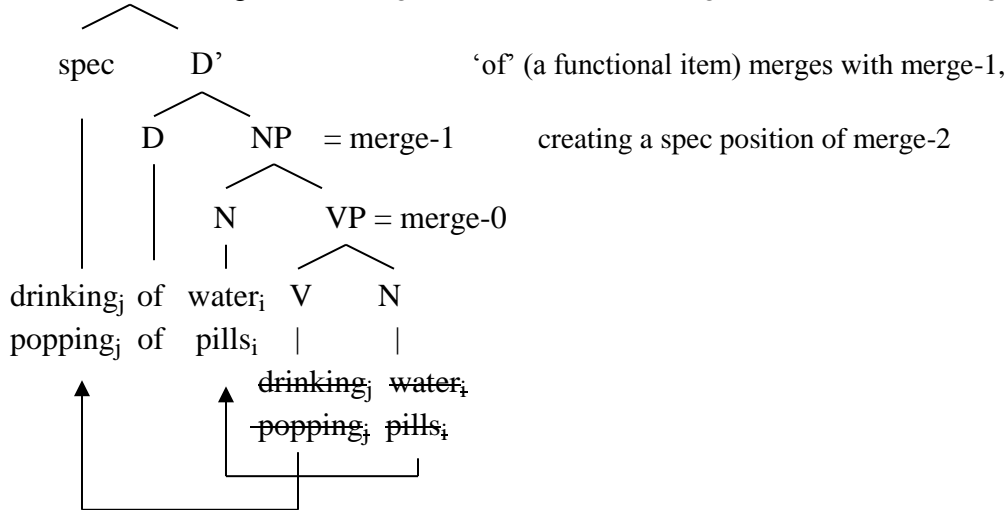 spec D’ ‘of’ (a functional item) merges with merge-1,
D NP = merge-1 creating a spec position of merge-2
N VP = merge-0
drinkingj of wateri V N
poppingj of pillsi | |
drinkingj wateri
poppingj pillsi